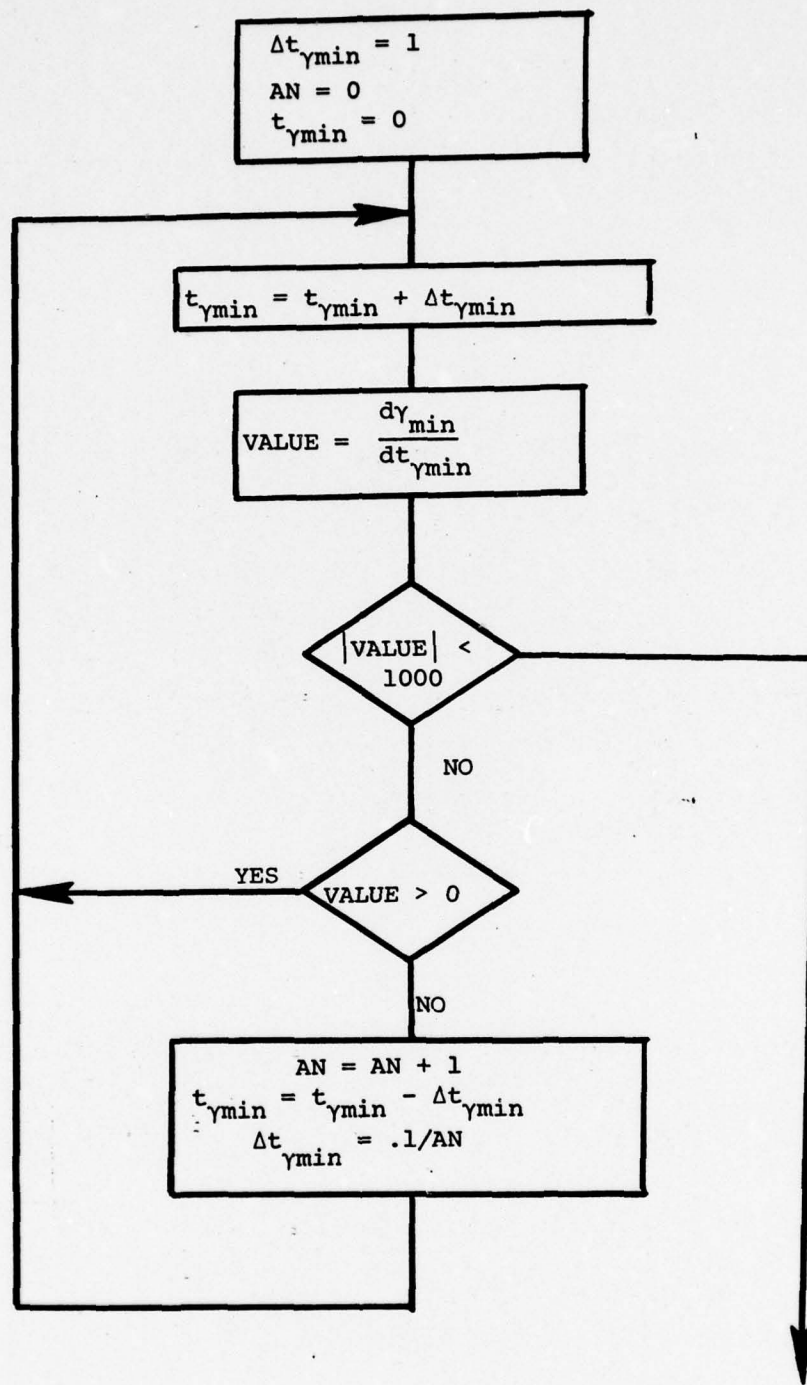 Δt_γmin = 1
AN = 0
t_γmin = 0
t_γmin = t_γmin + Δt_γmin
VALUE = dγ_min
dt_γmin
|VALUE| <
1000
NO
YES
VALUE > 0
NO
AN = AN + 1
t_γmin = t_γmin - Δt_γmin
Δt_γmin = .1/AN